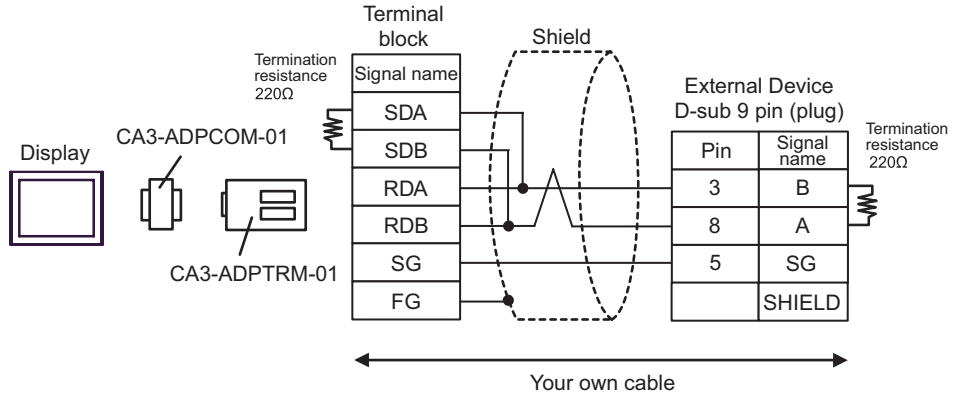 Terminal
block
Shield
Termination
resistance
220Ω
Signal name
SDA
SDB
RDA
RDB
SG
FG
Display
CA3-ADPCOM-01
CA3-ADPTRM-01
External Device
D-sub 9 pin (plug)
Pin
Signal
name
3 B
8 A
5 SG
SHIELD
Termination
resistance
220Ω
Your own cable